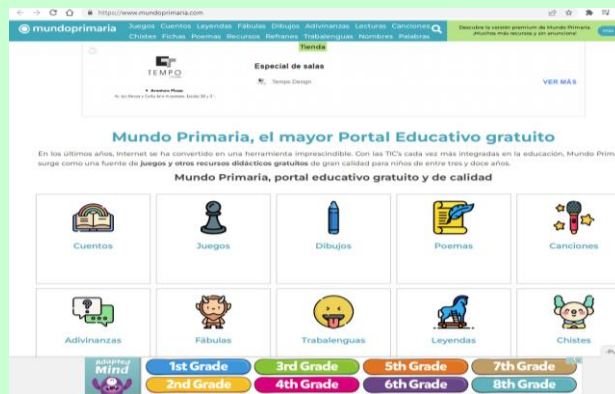 https://www.mundoprimaria.com
mundoprimaria
Juegos Cuentos Leyendas Fábulas Dibujos Adivinanzas Lecturas Canciones
Chistes Fichas Poemas Recursos Refranes Trabalenguas Nombres Palabras
Tienda
Descubre la versión premium de Mundo Primaria
¡Muchos más recursos y sin anuncios!
TEMPO
Especial de salas
Tempo Design
VER MÁS
Mundo Primaria, el mayor Portal Educativo gratuito
En los últimos años, Internet se ha convertido en una herramienta imprescindible. Con las TIC's cada vez más integradas en la educación, Mundo Prima
surge como una fuente de juegos y otros recursos didácticos gratuitos de gran calidad para niños de entre tres y doce años.
Mundo Primaria, portal educativo gratuito y de calidad
Cuentos
Juegos
Dibujos
Poemas
Canciones
Adivinanzas
Fábulas
Trabalenguas
Leyendas
Chistes
Adapted
Mind
1st Grade
3rd Grade
5th Grade
7th Grade
2nd Grade
4th Grade
6th Grade
8th Grade